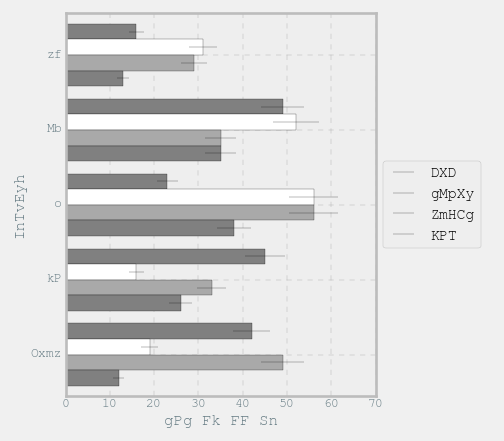 zf
Mb
o
kP
Oxmz
InTvEyh
0 10 20 30 40 50 60 70
gPg Fk FF Sn
DXD
gMpXy
ZmHCg
KPT